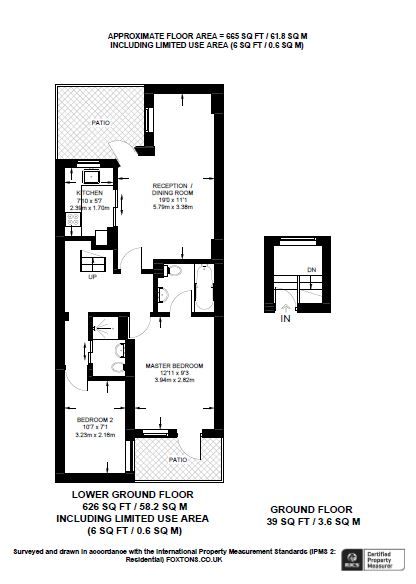 APPROXIMATE FLOOR AREA = 665 SQ FT / 61.8 SQ M
INCLUDING LIMITED USE AREA (6 SQ FT / 0.6 SQ M)
PATIO
KITCHEN
7'10 x 5'7
2.39m x 1.70m
RECEPTION /
DINING ROOM
19'0 x 11'1
5.79m x 3.38m
UP
DN
IN
MASTER BEDROOM
12'11 x 9'3
3.94m x 2.82m
BEDROOM 2
10'7 x 7'1
3.23m x 2.16m
PATIO
LOWER GROUND FLOOR
626 SQ FT / 58.2 SQ M
INCLUDING LIMITED USE AREA
(6 SQ FT / 0.6 SQ M)
GROUND FLOOR
39 SQ FT / 3.6 SQ M
Surveyed and drawn in accordance with the International Property Measurement Standards (IPMS 2:
Residential) FOXTONS.CO.UK
RICS
Certified
Property
Measurer